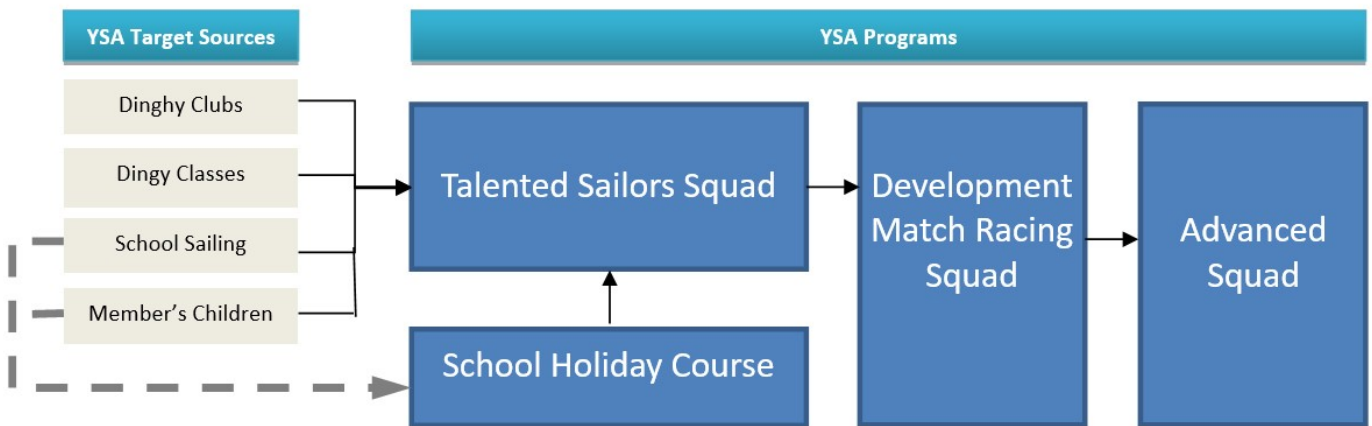 YSA Target Sources
YSA Programs
Dinghy Clubs
Dingy Classes
School Sailing
Member’s Children
Talented Sailors Squad
School Holiday Course
Development
Match Racing
Squad
Advanced
Squad